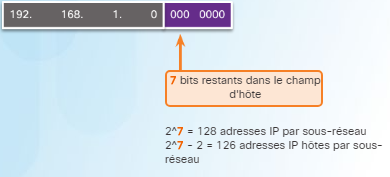 192. 168. 1. 0 000 0000
7 bits restants dans le champ
d'hôte
2^7 = 128 adresses IP par sous-réseau
2^7 - 2 = 126 adresses IP hôtes par sous-
réseau